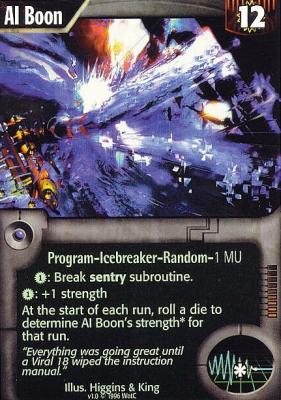 AI Boon
12
Program-Icebreaker-Random-1 MU
1: Break sentry subroutine.
1: +1 strength
At the start of each run, roll a die to
determine AI Boon's strength* for
that run.
"Everything was going great until
a Viral 18 wiped the instruction
manual."
*
Illus. Higgins & King
v1.0 © 1996 WotC